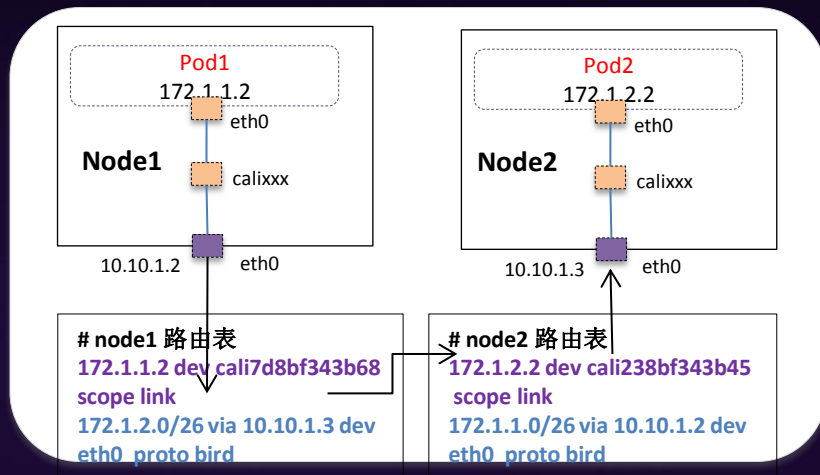 Pod1
172.1.1.2
eth0
Node1
calixxx
10.10.1.2
eth0
Pod2
172.1.2.2
eth0
Node2
calixxx
10.10.1.3
eth0
# node1 路由表
172.1.1.2 dev cali7d8bf343b68
scope link
172.1.2.0/26 via 10.10.1.3 dev
eth0 proto bird
# node2 路由表
172.1.2.2 dev cali238bf343b45
scope link
172.1.1.0/26 via 10.10.1.2 dev
eth0 proto bird